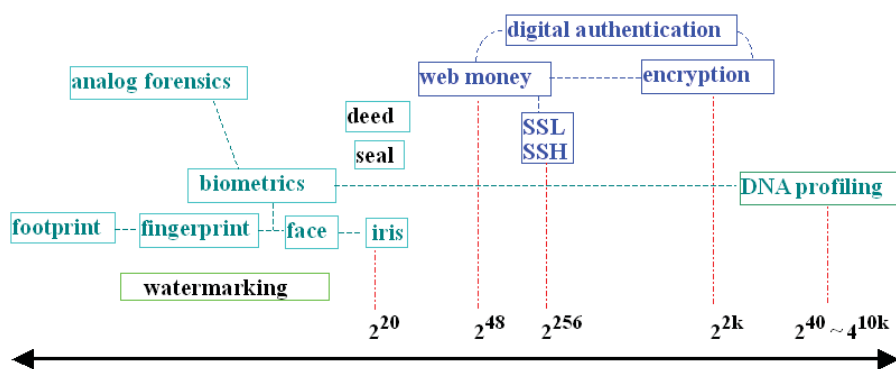 digital authentication
analog forensics
web money
encryption
deed
SSL
SSH
seal
biometrics
DNA profiling
footprint
fingerprint
face
iris
watermarking
2^20
2^48
2^256
2^2k
2^40 ~ 4^10k